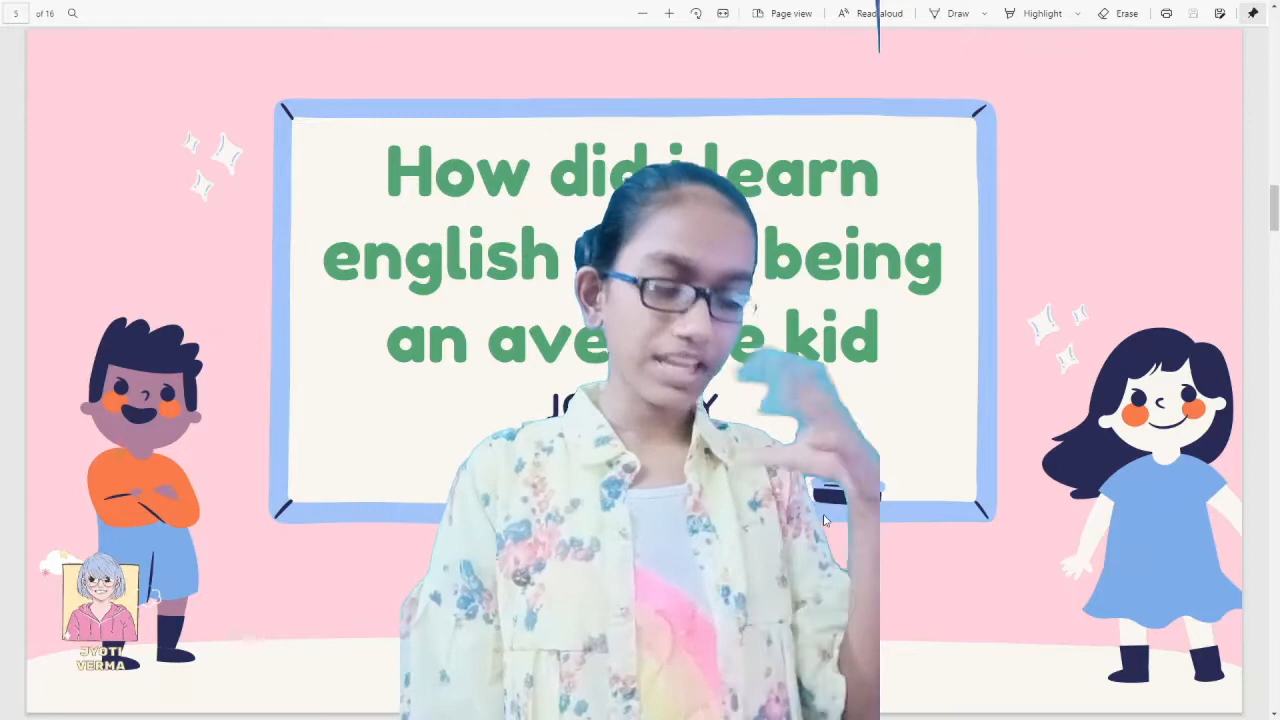 5 of 16
Page view
Read aloud
Draw
Highlight
Erase
How did i learn
english being
an kid
JYOTI
VERMA